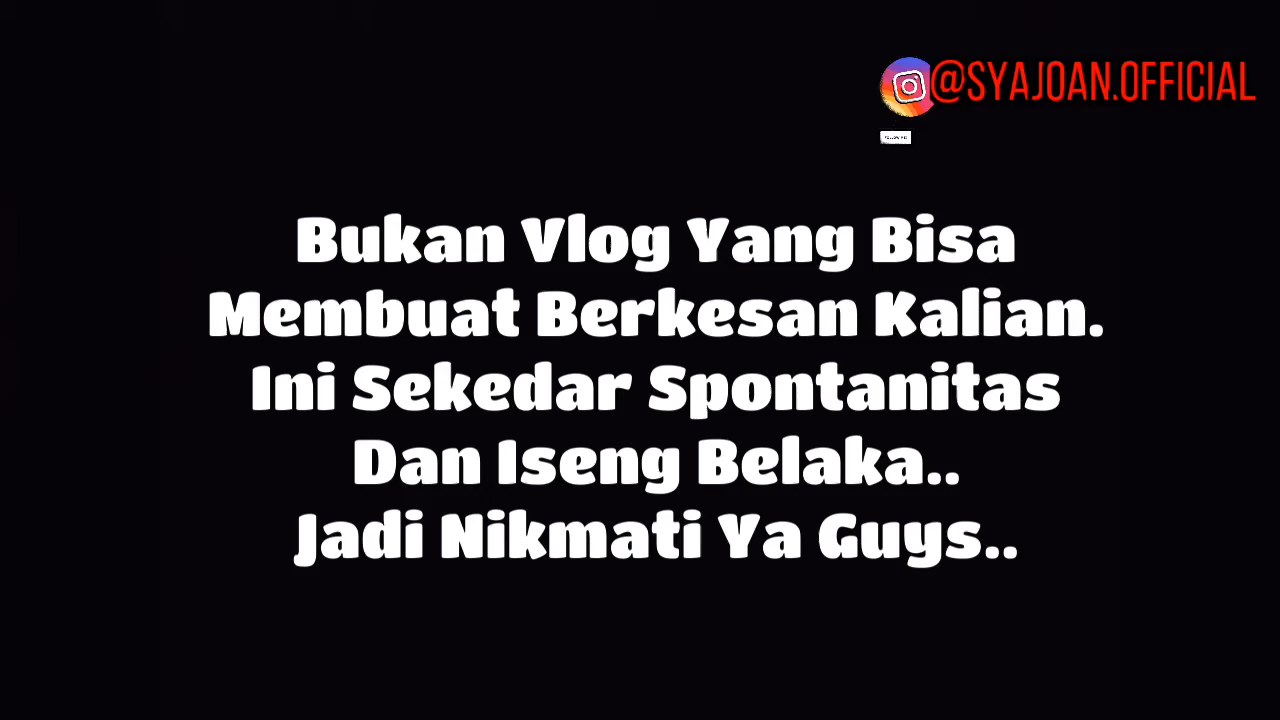 @SYAJOAN.OFFICIAL
Bukan Vlog Yang Bisa
Membuat Berkesan Kalian.
Ini Sekedar Spontanitas
Dan Iseng Belaka..
Jadi Nikmati Ya Guys..